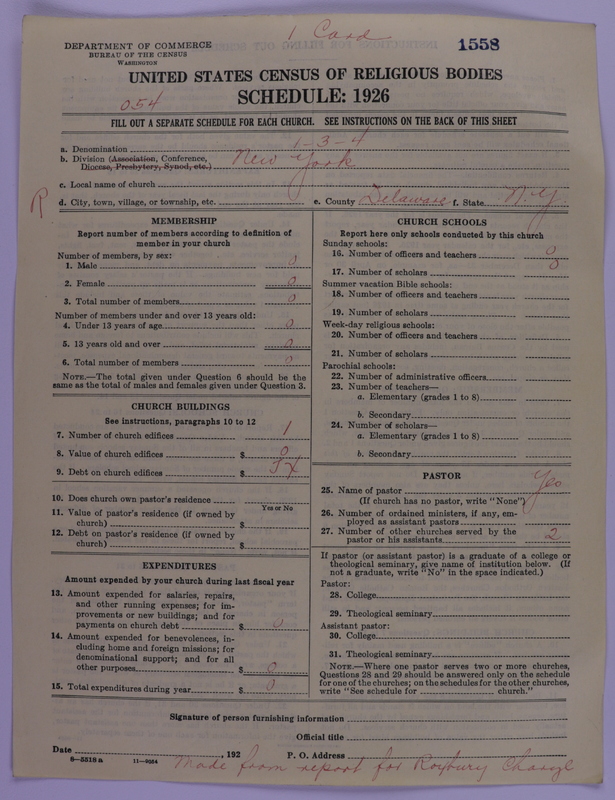 1 Card
DEPARTMENT OF COMMERCE
BUREAU OF THE CENSUS
WASHINGTON
1558
UNITED STATES CENSUS OF RELIGIOUS BODIES
054
SCHEDULE: 1926
FILL OUT A SEPARATE SCHEDULE FOR EACH CHURCH. SEE INSTRUCTIONS ON THE BACK OF THIS SHEET
a. Denomination 1-3-4
b. Division (Association, Conference, Diocese, Presbytery, Synod, etc.) New York
c. Local name of church
R
d. City, town, village, or township, etc. e. County Delaware f. State N.Y.
MEMBERSHIP
Report number of members according to definition of
member in your church
Number of members, by sex:
1. Male 0
2. Female 0
3. Total number of members 0
Number of members under and over 13 years old:
4. Under 13 years of age 0
5. 13 years old and over 0
6. Total number of members 0
NOTE.—The total given under Question 6 should be the
same as the total of males and females given under Question 3.
CHURCH BUILDINGS
See instructions, paragraphs 10 to 12
7. Number of church edifices 1
8. Value of church edifices $ 0
9. Debt on church edifices $
10. Does church own pastor's residence
Yes or No
11. Value of pastor's residence (if owned by
church) $
12. Debt on pastor's residence (if owned by
church) $
EXPENDITURES
Amount expended by your church during last fiscal year
13. Amount expended for salaries, repairs,
and other running expenses; for im-
provements or new buildings; and for
payments on church debt $ 0
14. Amount expended for benevolences, in-
cluding home and foreign missions; for
denominational support; and for all
other purposes $ 0
15. Total expenditures during year $ 0
CHURCH SCHOOLS
Report here only schools conducted by this church
Sunday schools:
16. Number of officers and teachers 0
17. Number of scholars 0
Summer vacation Bible schools:
18. Number of officers and teachers
19. Number of scholars
Week-day religious schools:
20. Number of officers and teachers
21. Number of scholars
Parochial schools:
22. Number of administrative officers
23. Number of teachers—
a. Elementary (grades 1 to 8)
b. Secondary
24. Number of scholars—
a. Elementary (grades 1 to 8)
b. Secondary
PASTOR
25. Name of pastor Yes
(If church has no pastor, write "None")
26. Number of ordained ministers, if any, em-
ployed as assistant pastors
27. Number of other churches served by the
pastor or his assistants 2
If pastor (or assistant pastor) is a graduate of a college or
theological seminary, give name of institution below. (If
not a graduate, write "No" in the space indicated.)
Pastor:
28. College
29. Theological seminary
Assistant pastor:
30. College
31. Theological seminary
NOTE.—Where one pastor serves two or more churches,
Questions 28 and 29 should be answered only on the schedule
for one of the churches; on the schedules for the other churches,
write "See schedule for church."
Signature of person furnishing information
Official title
Date , 192 P. O. Address
8—5518 a 11—9054 Made from report for Roxbury Charge